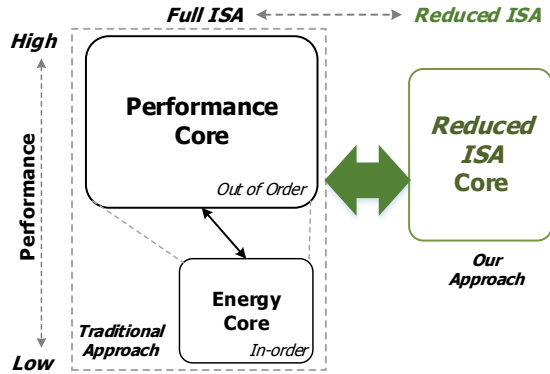 Full ISA
Reduced ISA
High
Performance
Low
Performance
Core
Out of Order
Energy
Core
In-order
Traditional
Approach
Reduced
ISA
Core
Our
Approach